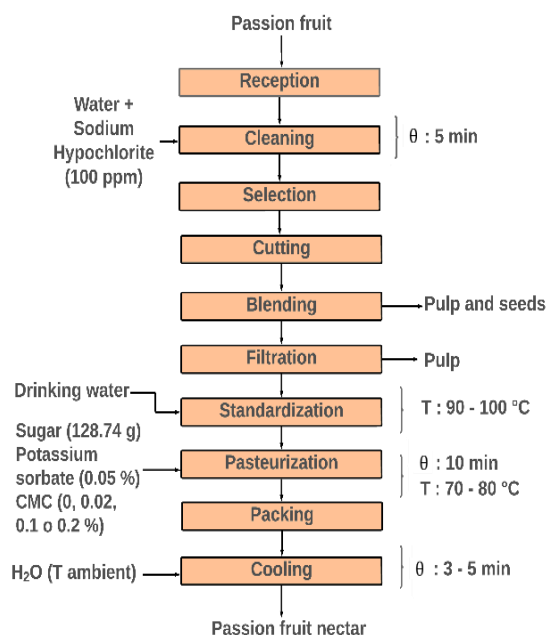 Passion fruit
Reception
Water +
Sodium
Hypochlorite
(100 ppm)
Cleaning
θ : 5 min
Selection
Cutting
Blending
Pulp and seeds
Filtration
Pulp
Drinking water
Standardization
T : 90 - 100 °C
Sugar (128.74 g)
Potassium
sorbate (0.05 %)
CMC (0, 0.02,
0.1 o 0.2 %)
Pasteurization
θ : 10 min
T : 70 - 80 °C
Packing
H₂O (T ambient)
Cooling
θ : 3 - 5 min
Passion fruit nectar